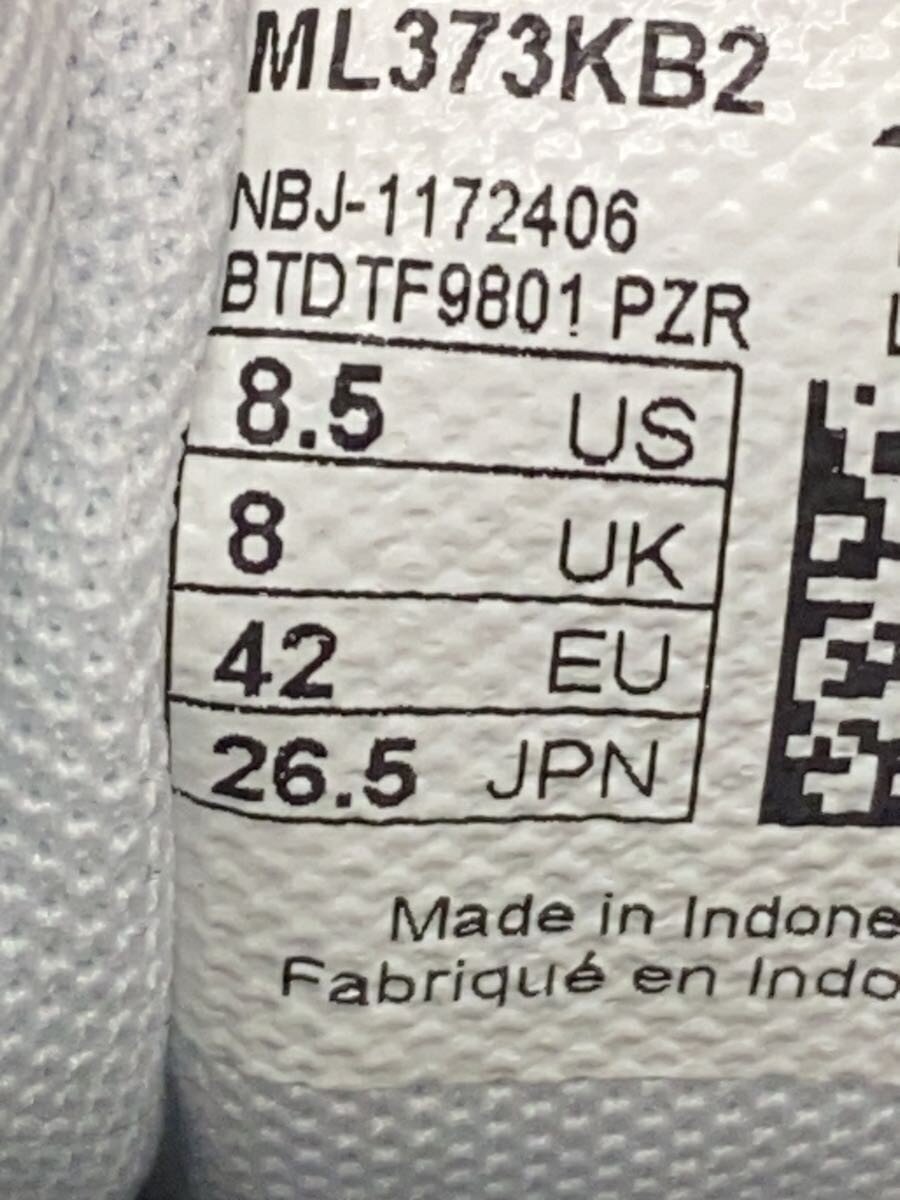 ML373KB2
NBJ-1172406
BTDTF9801 PZR
8.5 US
8 UK
42 EU
26.5 JPN
Made in Indone
Fabriqué en Indo